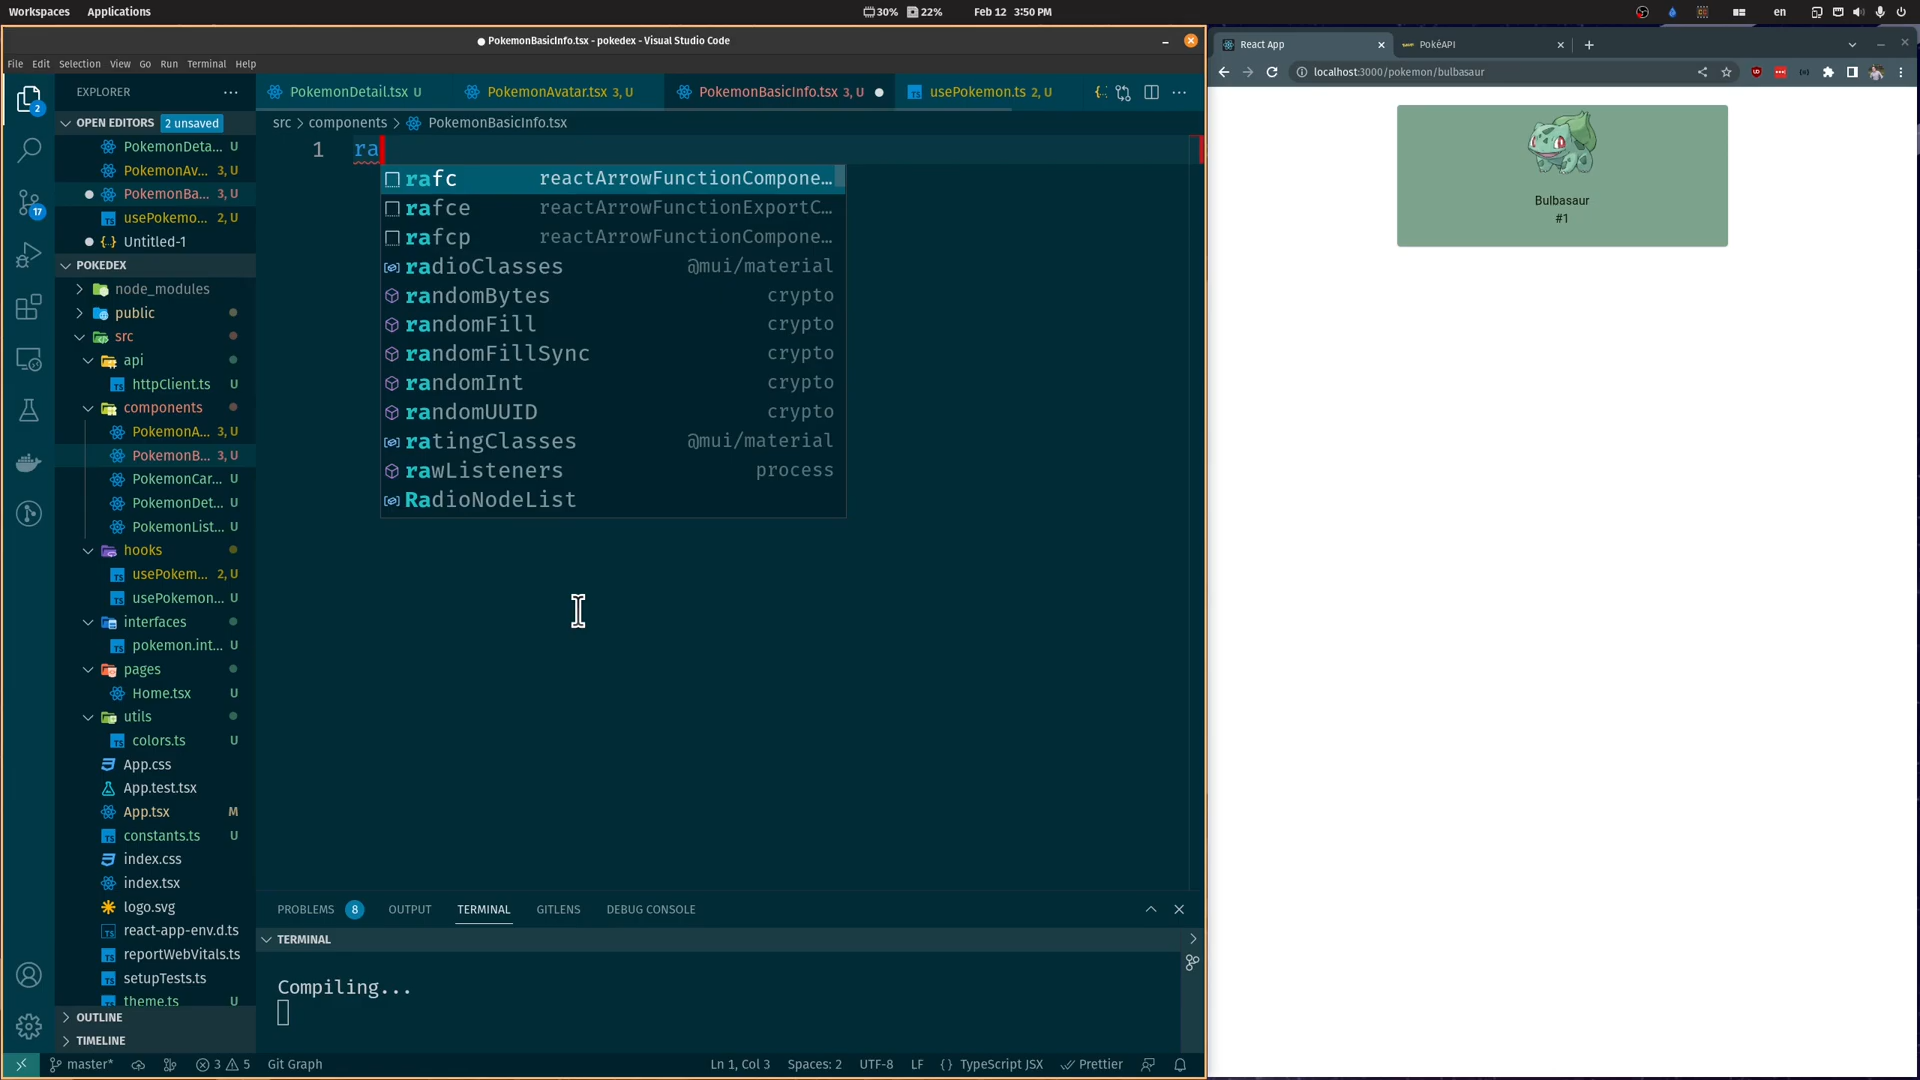 Workspaces Applications 30% 22% Feb 12 3:50 PM en
PokemonBasicInfo.tsx - pokedex - Visual Studio Code
File Edit Selection View Go Run Terminal Help
EXPLORER
OPEN EDITORS 2 unsaved
PokemonDeta... U
PokemonAv... 3, U
PokemonBa... 3, U
usePokemo... 2, U
Untitled-1
POKEDEX
node_modules
public
src
api
httpClient.ts U
components
PokemonA... 3, U
PokemonB... 3, U
PokemonCar... U
PokemonDet... U
PokemonList... U
hooks
usePokem... 2, U
usePokemon... U
interfaces
pokemon.int... U
pages
Home.tsx U
utils
colors.ts U
App.css
App.test.tsx
App.tsx M
constants.ts U
index.css
index.tsx
logo.svg
react-app-env.d.ts
reportWebVitals.ts
setupTests.ts
theme.ts U
OUTLINE
TIMELINE
2
17
PokemonDetail.tsx U PokemonAvatar.tsx 3, U PokemonBasicInfo.tsx 3, U usePokemon.ts 2, U
src > components > PokemonBasicInfo.tsx
1 ra
rafc reactArrowFunctionCompone...
rafce reactArrowFunctionExportC...
rafcp reactArrowFunctionCompone...
radioClasses @mui/material
randomBytes crypto
randomFill crypto
randomFillSync crypto
randomInt crypto
randomUUID crypto
ratingClasses @mui/material
rawListeners process
RadioNodeList
PROBLEMS 8 OUTPUT TERMINAL GITLENS DEBUG CONSOLE
TERMINAL
Compiling...
master* 3 5 Git Graph Ln 1, Col 3 Spaces: 2 UTF-8 LF {} TypeScript JSX Prettier
React App PokéAPI
localhost:3000/pokemon/bulbasaur
Bulbasaur
#1